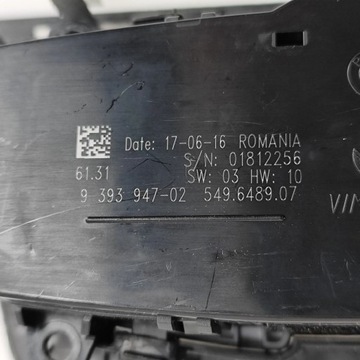 Date: 17-06-16 ROMANIA
S/N: 01812256
61.31 SW: 03 HW: 10
9 393 947-02 549.6489.07
VIM